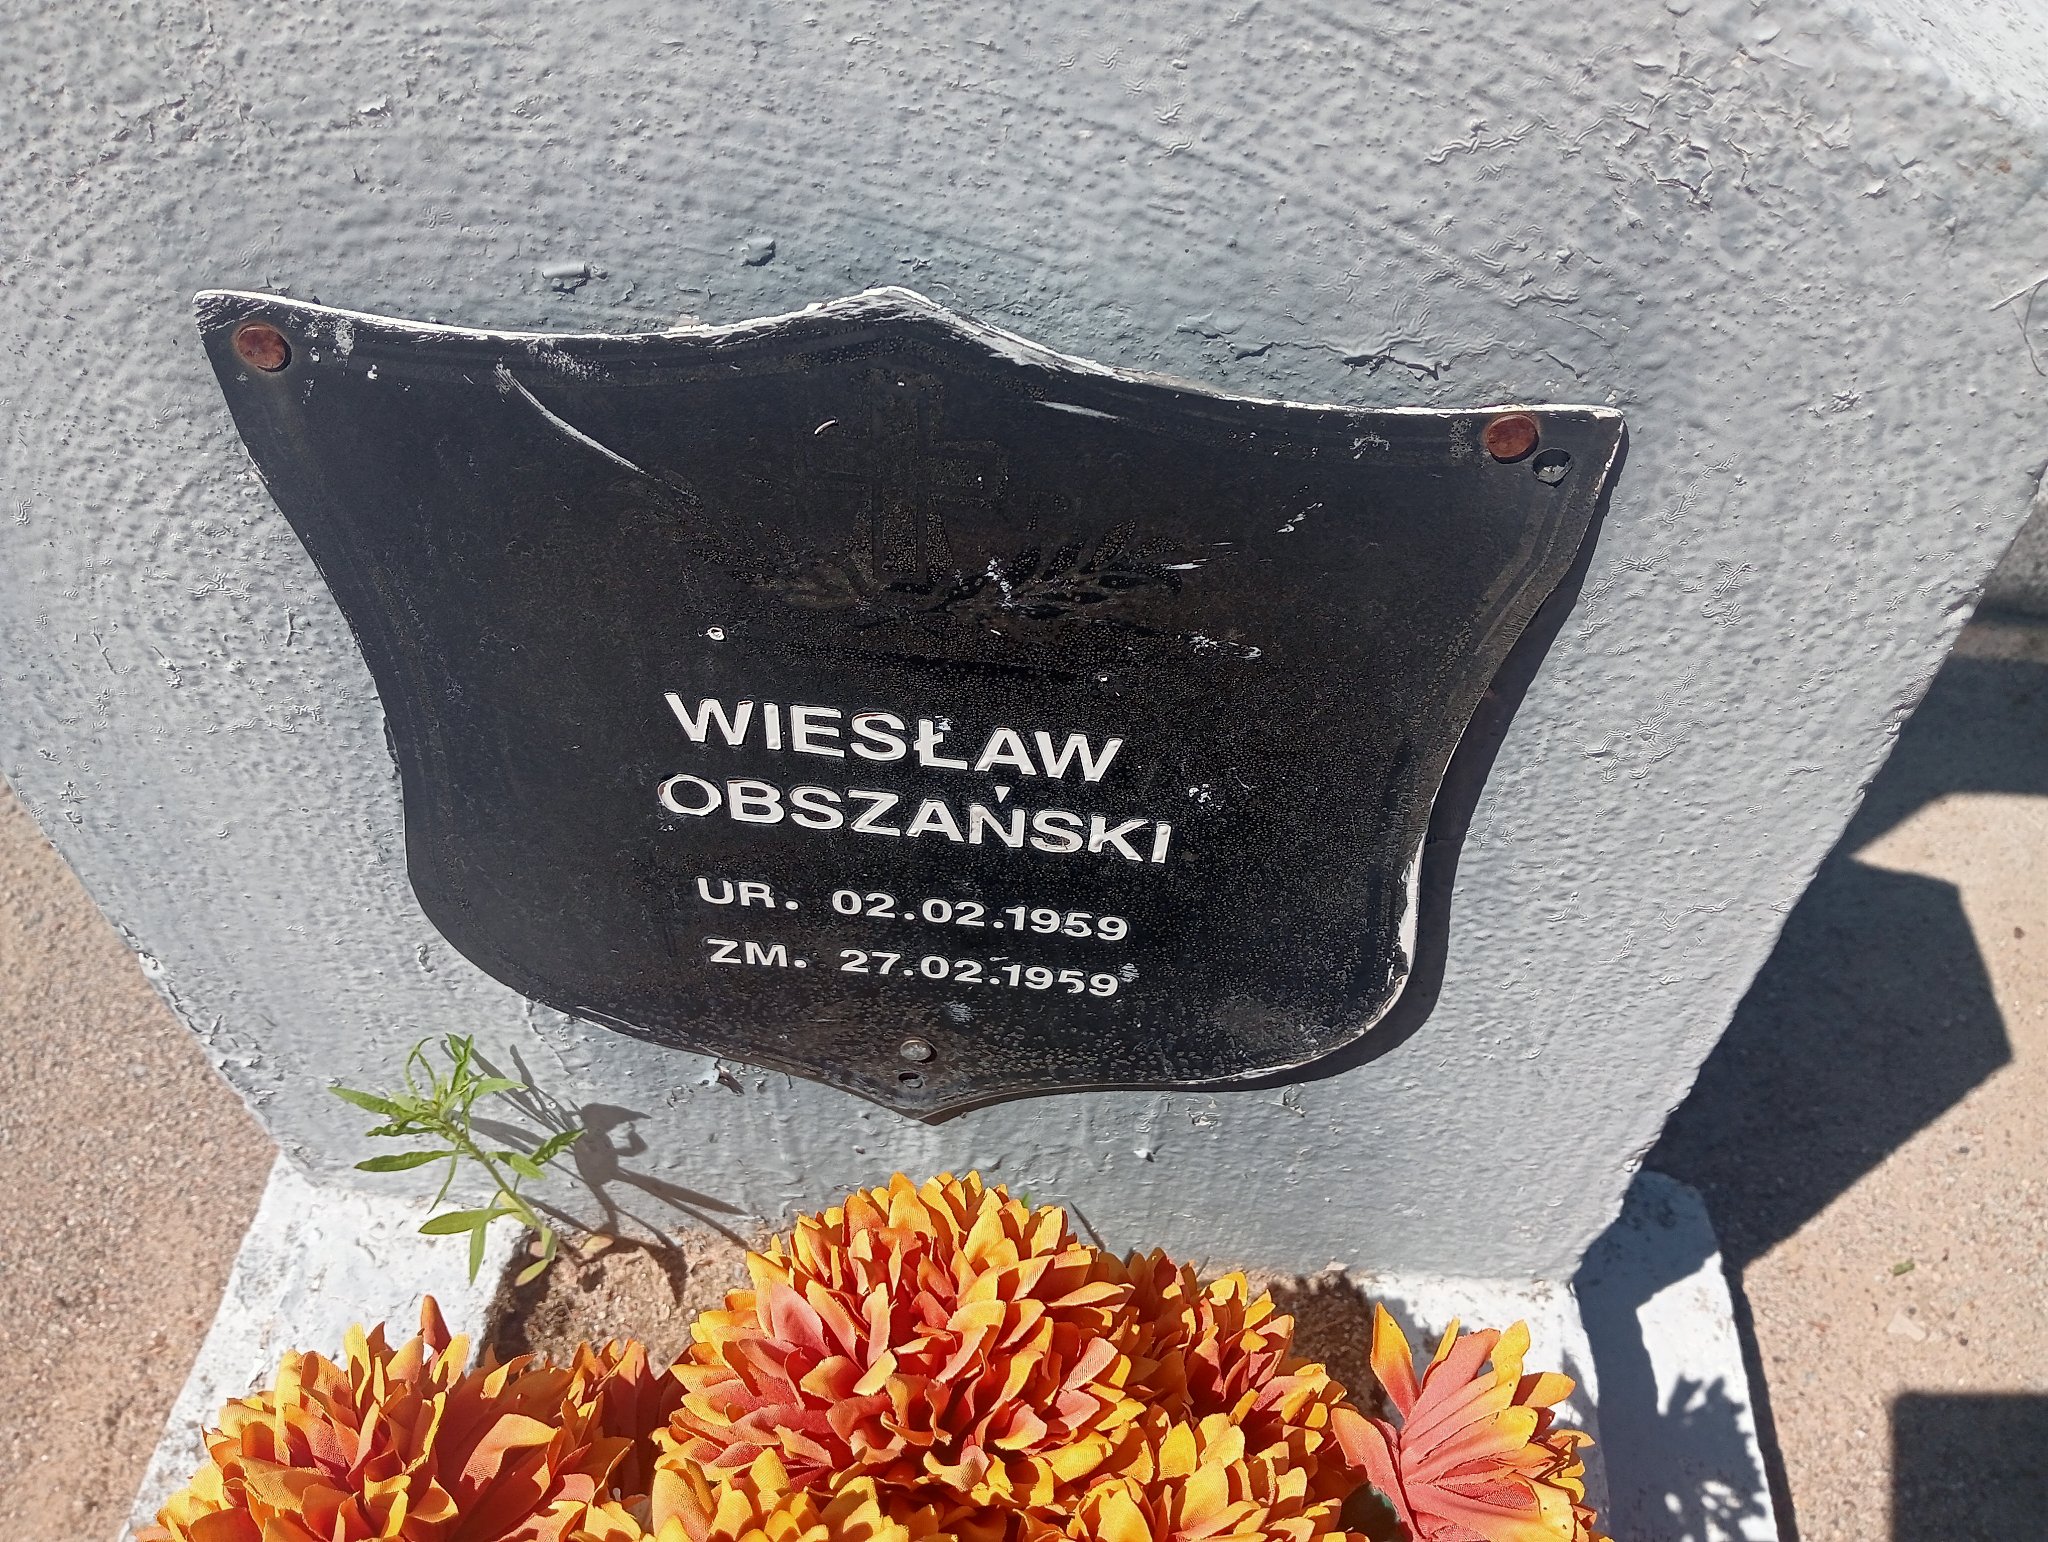 WIESŁAW
OBSZAŃSKI
UR. 02.02.1959
ZM. 27.02.1959